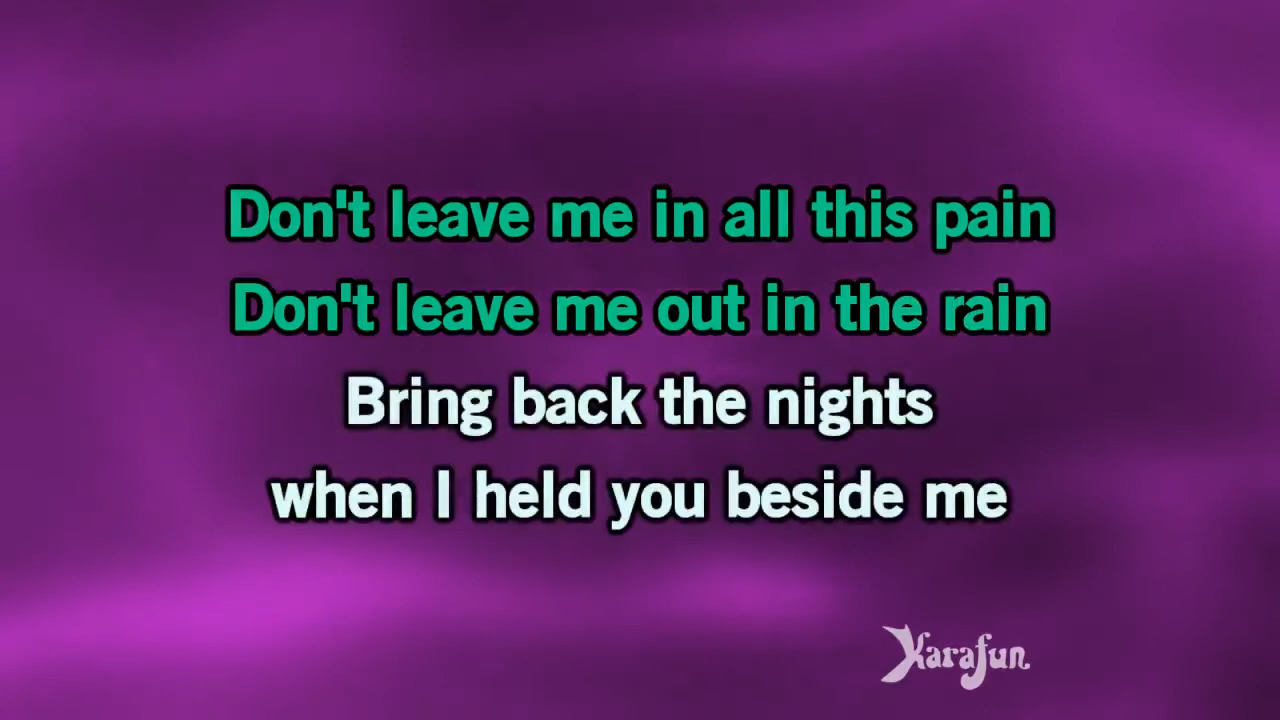 Don't leave me in all this pain
Don't leave me out in the rain
Bring back the nights
when I held you beside me
Karafun